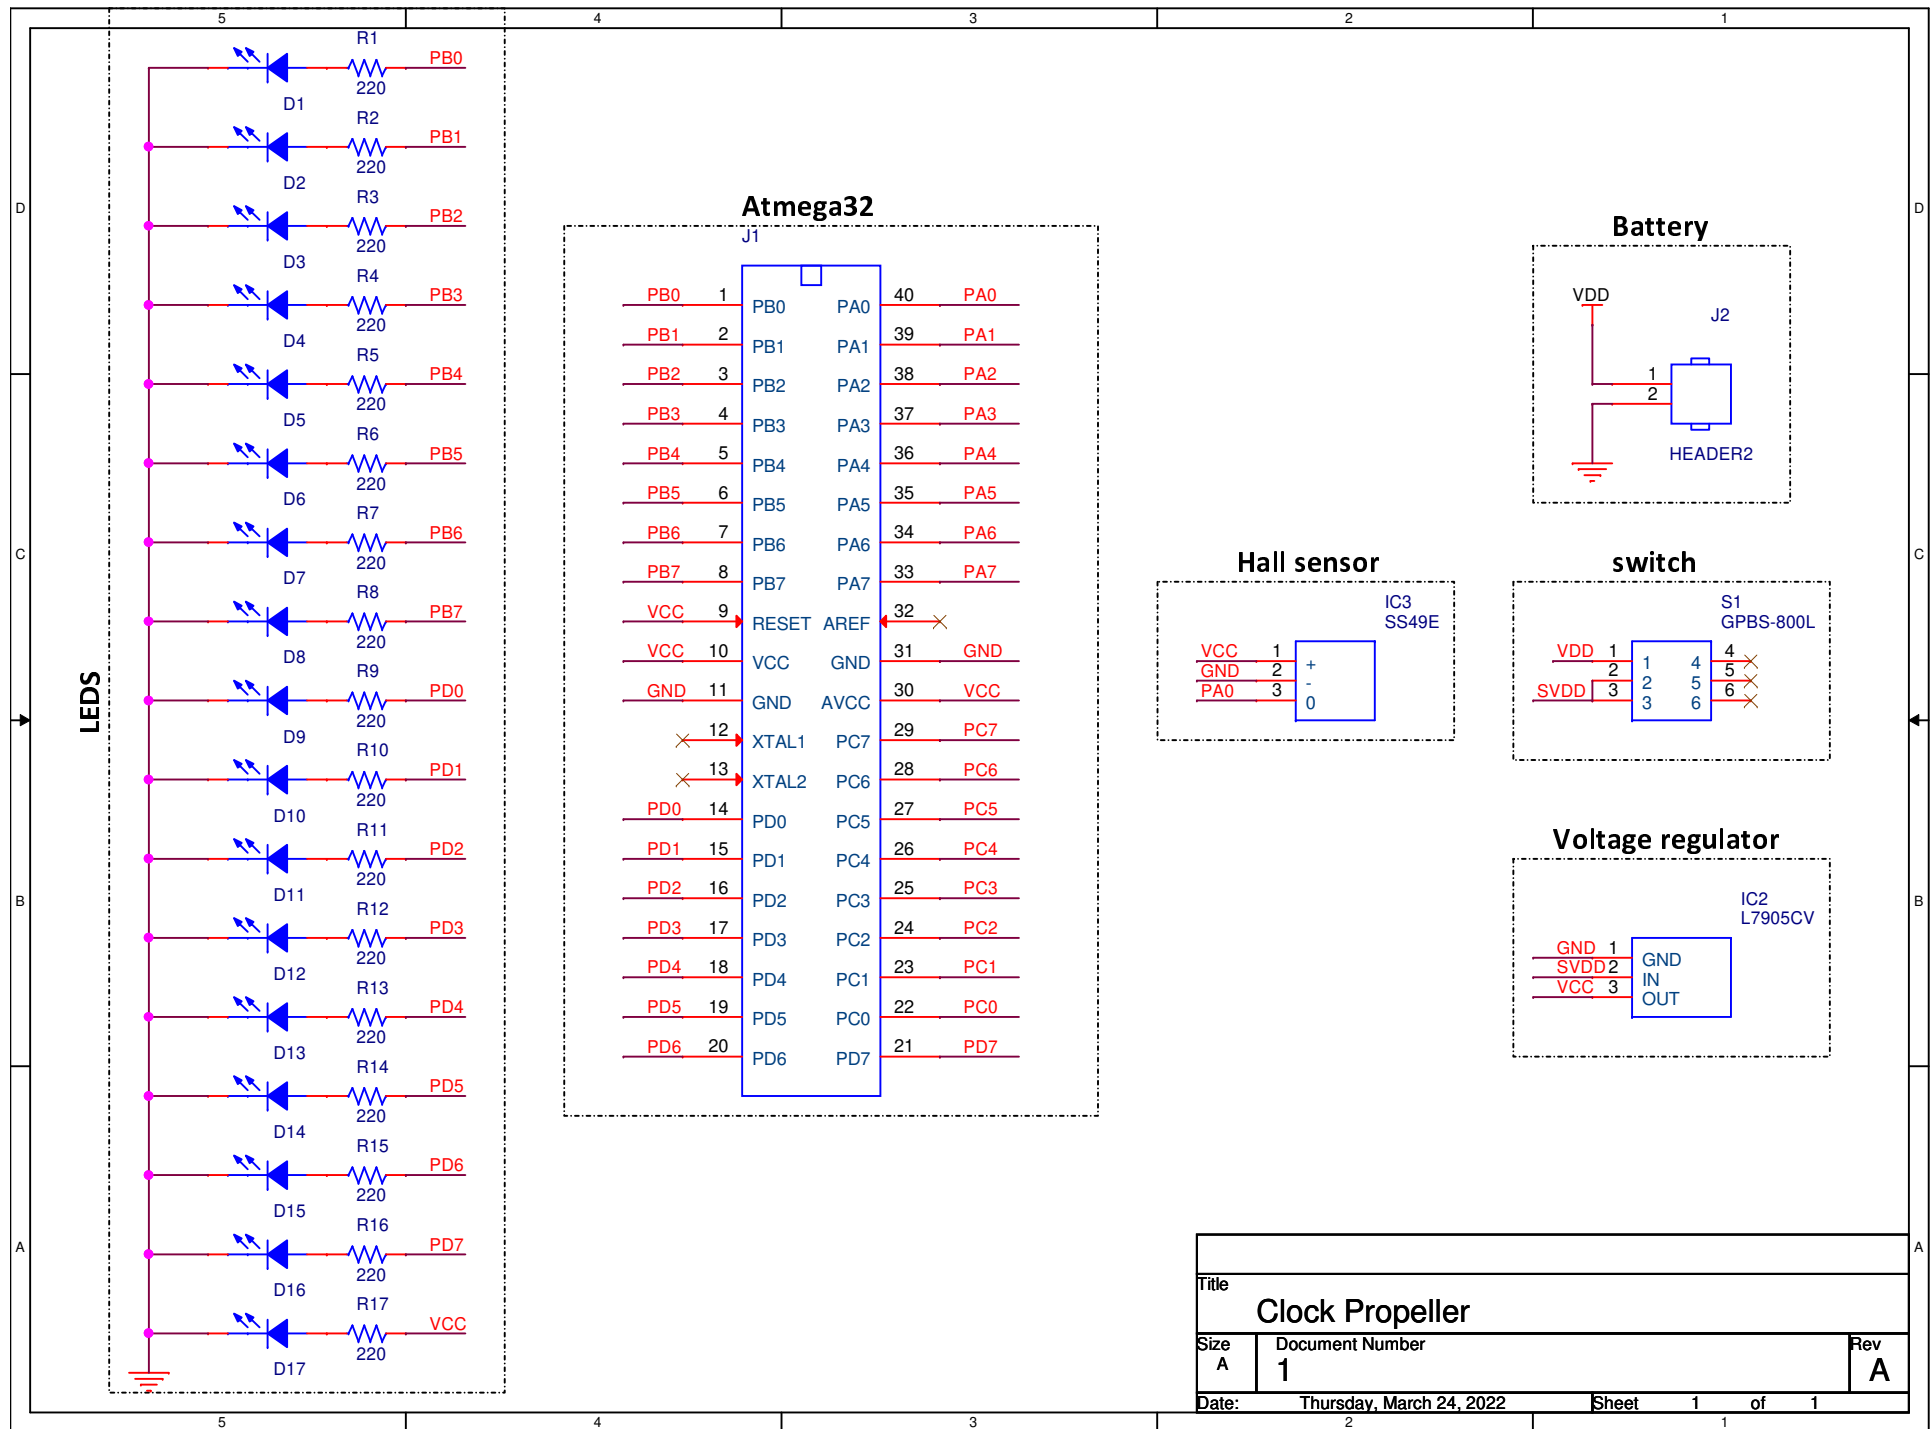 5 4 3 2 1
LEDS
R1
PB0
220
D1
R2
PB1
220
D2
R3
PB2
220
D3
R4
PB3
220
D4
R5
PB4
220
D5
R6
PB5
220
D6
R7
PB6
220
D7
R8
PB7
220
D8
R9
PD0
220
D9
R10
PD1
220
D10
R11
PD2
220
D11
R12
PD3
220
D12
R13
PD4
220
D13
R14
PD5
220
D14
R15
PD6
220
D15
R16
PD7
220
D16
R17
VCC
220
D17
Atmega32
J1
PB0 1 PB0 PA0 40 PA0
PB1 2 PB1 PA1 39 PA1
PB2 3 PB2 PA2 38 PA2
PB3 4 PB3 PA3 37 PA3
PB4 5 PB4 PA4 36 PA4
PB5 6 PB5 PA5 35 PA5
PB6 7 PB6 PA6 34 PA6
PB7 8 PB7 PA7 33 PA7
VCC 9 RESET AREF 32
VCC 10 VCC GND 31 GND
GND 11 GND AVCC 30 VCC
12 XTAL1 PC7 29 PC7
13 XTAL2 PC6 28 PC6
PD0 14 PD0 PC5 27 PC5
PD1 15 PD1 PC4 26 PC4
PD2 16 PD2 PC3 25 PC3
PD3 17 PD3 PC2 24 PC2
PD4 18 PD4 PC1 23 PC1
PD5 19 PD5 PC0 22 PC0
PD6 20 PD6 PD7 21 PD7
Battery
VDD
J2
1
2
HEADER2
Hall sensor
IC3
SS49E
VCC 1 +
GND 2 -
PA0 3 0
switch
S1
GPBS-800L
VDD 1 1 4 4
2 2 5 5
SVDD 3 3 6 6
Voltage regulator
IC2
L7905CV
GND 1 GND
SVDD 2 IN
VCC 3 OUT
D D
C C
B B
A A
Title
Clock Propeller
Size Document Number Rev
A 1 A
Date: Thursday, March 24, 2022 Sheet 1 of 1
5 4 3 2 1